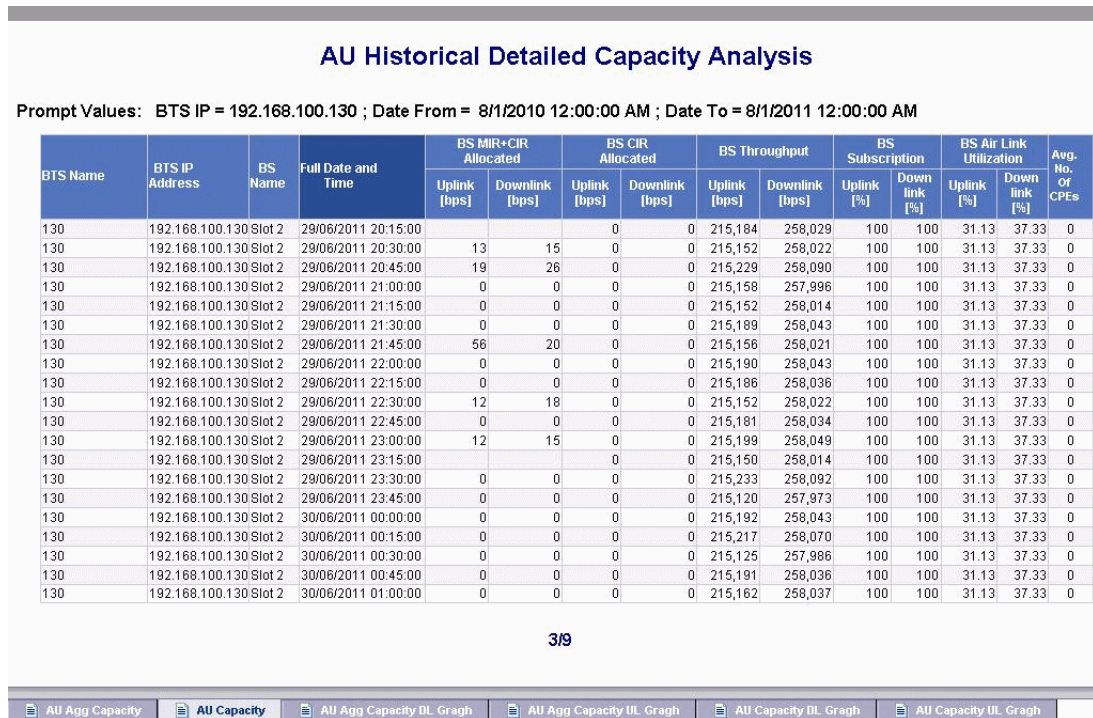 AU Historical Detailed Capacity Analysis
Prompt Values: BTS IP = 192.168.100.130 ; Date From = 8/1/2010 12:00:00 AM ; Date To = 8/1/2011 12:00:00 AM
BTS Name BTS IP Address BS Name Full Date and Time BS MIR+CIR Allocated BS CIR Allocated BS Throughput BS Subscription BS Air Link Utilization Avg. No. Of CPEs
Uplink [bps] Downlink [bps] Uplink [bps] Downlink [bps] Uplink [bps] Downlink [bps] Uplink [%] Down link [%] Uplink [%] Down link [%]
130 192.168.100.130 Slot 2 29/06/2011 20:15:00 0 0 215,184 258,029 100 100 31.13 37.33 0
130 192.168.100.130 Slot 2 29/06/2011 20:30:00 13 15 0 0 215,152 258,022 100 100 31.13 37.33 0
130 192.168.100.130 Slot 2 29/06/2011 20:45:00 19 26 0 0 215,229 258,090 100 100 31.13 37.33 0
130 192.168.100.130 Slot 2 29/06/2011 21:00:00 0 0 0 0 215,158 257,996 100 100 31.13 37.33 0
130 192.168.100.130 Slot 2 29/06/2011 21:15:00 0 0 0 0 215,152 258,014 100 100 31.13 37.33 0
130 192.168.100.130 Slot 2 29/06/2011 21:30:00 0 0 0 0 215,189 258,043 100 100 31.13 37.33 0
130 192.168.100.130 Slot 2 29/06/2011 21:45:00 56 20 0 0 215,156 258,021 100 100 31.13 37.33 0
130 192.168.100.130 Slot 2 29/06/2011 22:00:00 0 0 0 0 215,190 258,043 100 100 31.13 37.33 0
130 192.168.100.130 Slot 2 29/06/2011 22:15:00 0 0 0 0 215,186 258,036 100 100 31.13 37.33 0
130 192.168.100.130 Slot 2 29/06/2011 22:30:00 12 18 0 0 215,152 258,022 100 100 31.13 37.33 0
130 192.168.100.130 Slot 2 29/06/2011 22:45:00 0 0 0 0 215,181 258,034 100 100 31.13 37.33 0
130 192.168.100.130 Slot 2 29/06/2011 23:00:00 12 15 0 0 215,199 258,049 100 100 31.13 37.33 0
130 192.168.100.130 Slot 2 29/06/2011 23:15:00 0 0 215,150 258,014 100 100 31.13 37.33 0
130 192.168.100.130 Slot 2 29/06/2011 23:30:00 0 0 0 0 215,233 258,092 100 100 31.13 37.33 0
130 192.168.100.130 Slot 2 29/06/2011 23:45:00 0 0 0 0 215,120 257,973 100 100 31.13 37.33 0
130 192.168.100.130 Slot 2 30/06/2011 00:00:00 0 0 0 0 215,192 258,043 100 100 31.13 37.33 0
130 192.168.100.130 Slot 2 30/06/2011 00:15:00 0 0 0 0 215,217 258,070 100 100 31.13 37.33 0
130 192.168.100.130 Slot 2 30/06/2011 00:30:00 0 0 0 0 215,125 257,986 100 100 31.13 37.33 0
130 192.168.100.130 Slot 2 30/06/2011 00:45:00 0 0 0 0 215,191 258,036 100 100 31.13 37.33 0
130 192.168.100.130 Slot 2 30/06/2011 01:00:00 0 0 0 0 215,162 258,037 100 100 31.13 37.33 0
3/9
AU Agg Capacity AU Capacity AU Agg Capacity DL Gragh AU Agg Capacity UL Gragh AU Capacity DL Gragh AU Capacity UL Gragh